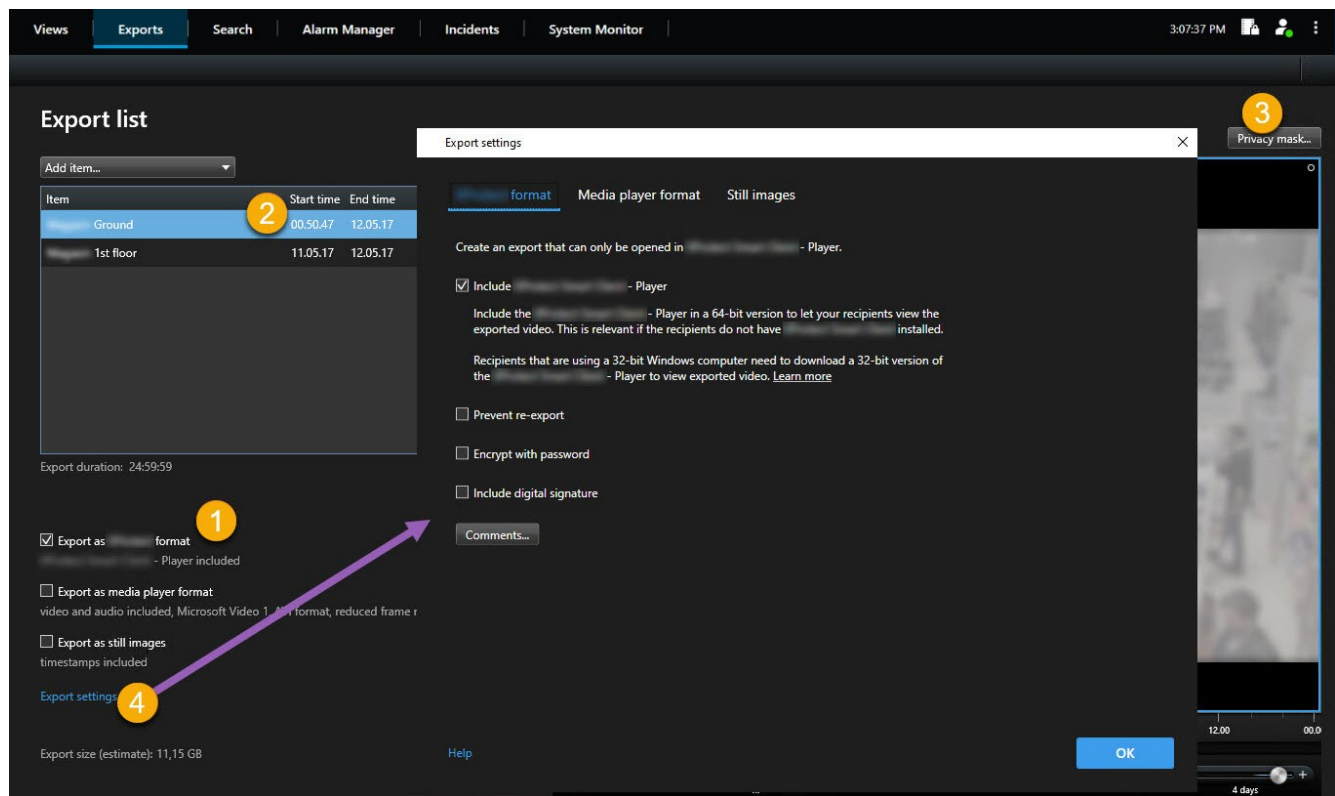 Views Exports Search Alarm Manager Incidents System Monitor 3:07:37 PM
Export list
3
Privacy mask...
Add item...
Item Start time End time
2
Ground 00.50.47 12.05.17
1st floor 11.05.17 12.05.17
Export duration: 24:59:59
1
Export as format
- Player included
Export as media player format
video and audio included, Microsoft Video 1, format, reduced frame
Export as still images
timestamps included
Export settings
4
Export size (estimate): 11,15 GB
Export settings
format Media player format Still images
Create an export that can only be opened in - Player.
Include - Player
Include the - Player in a 64-bit version to let your recipients view the
exported video. This is relevant if the recipients do not have installed.
Recipients that are using a 32-bit Windows computer need to download a 32-bit version of
the - Player to view exported video. Learn more
Prevent re-export
Encrypt with password
Include digital signature
Comments...
Help
OK
12.00 00.0
4 days